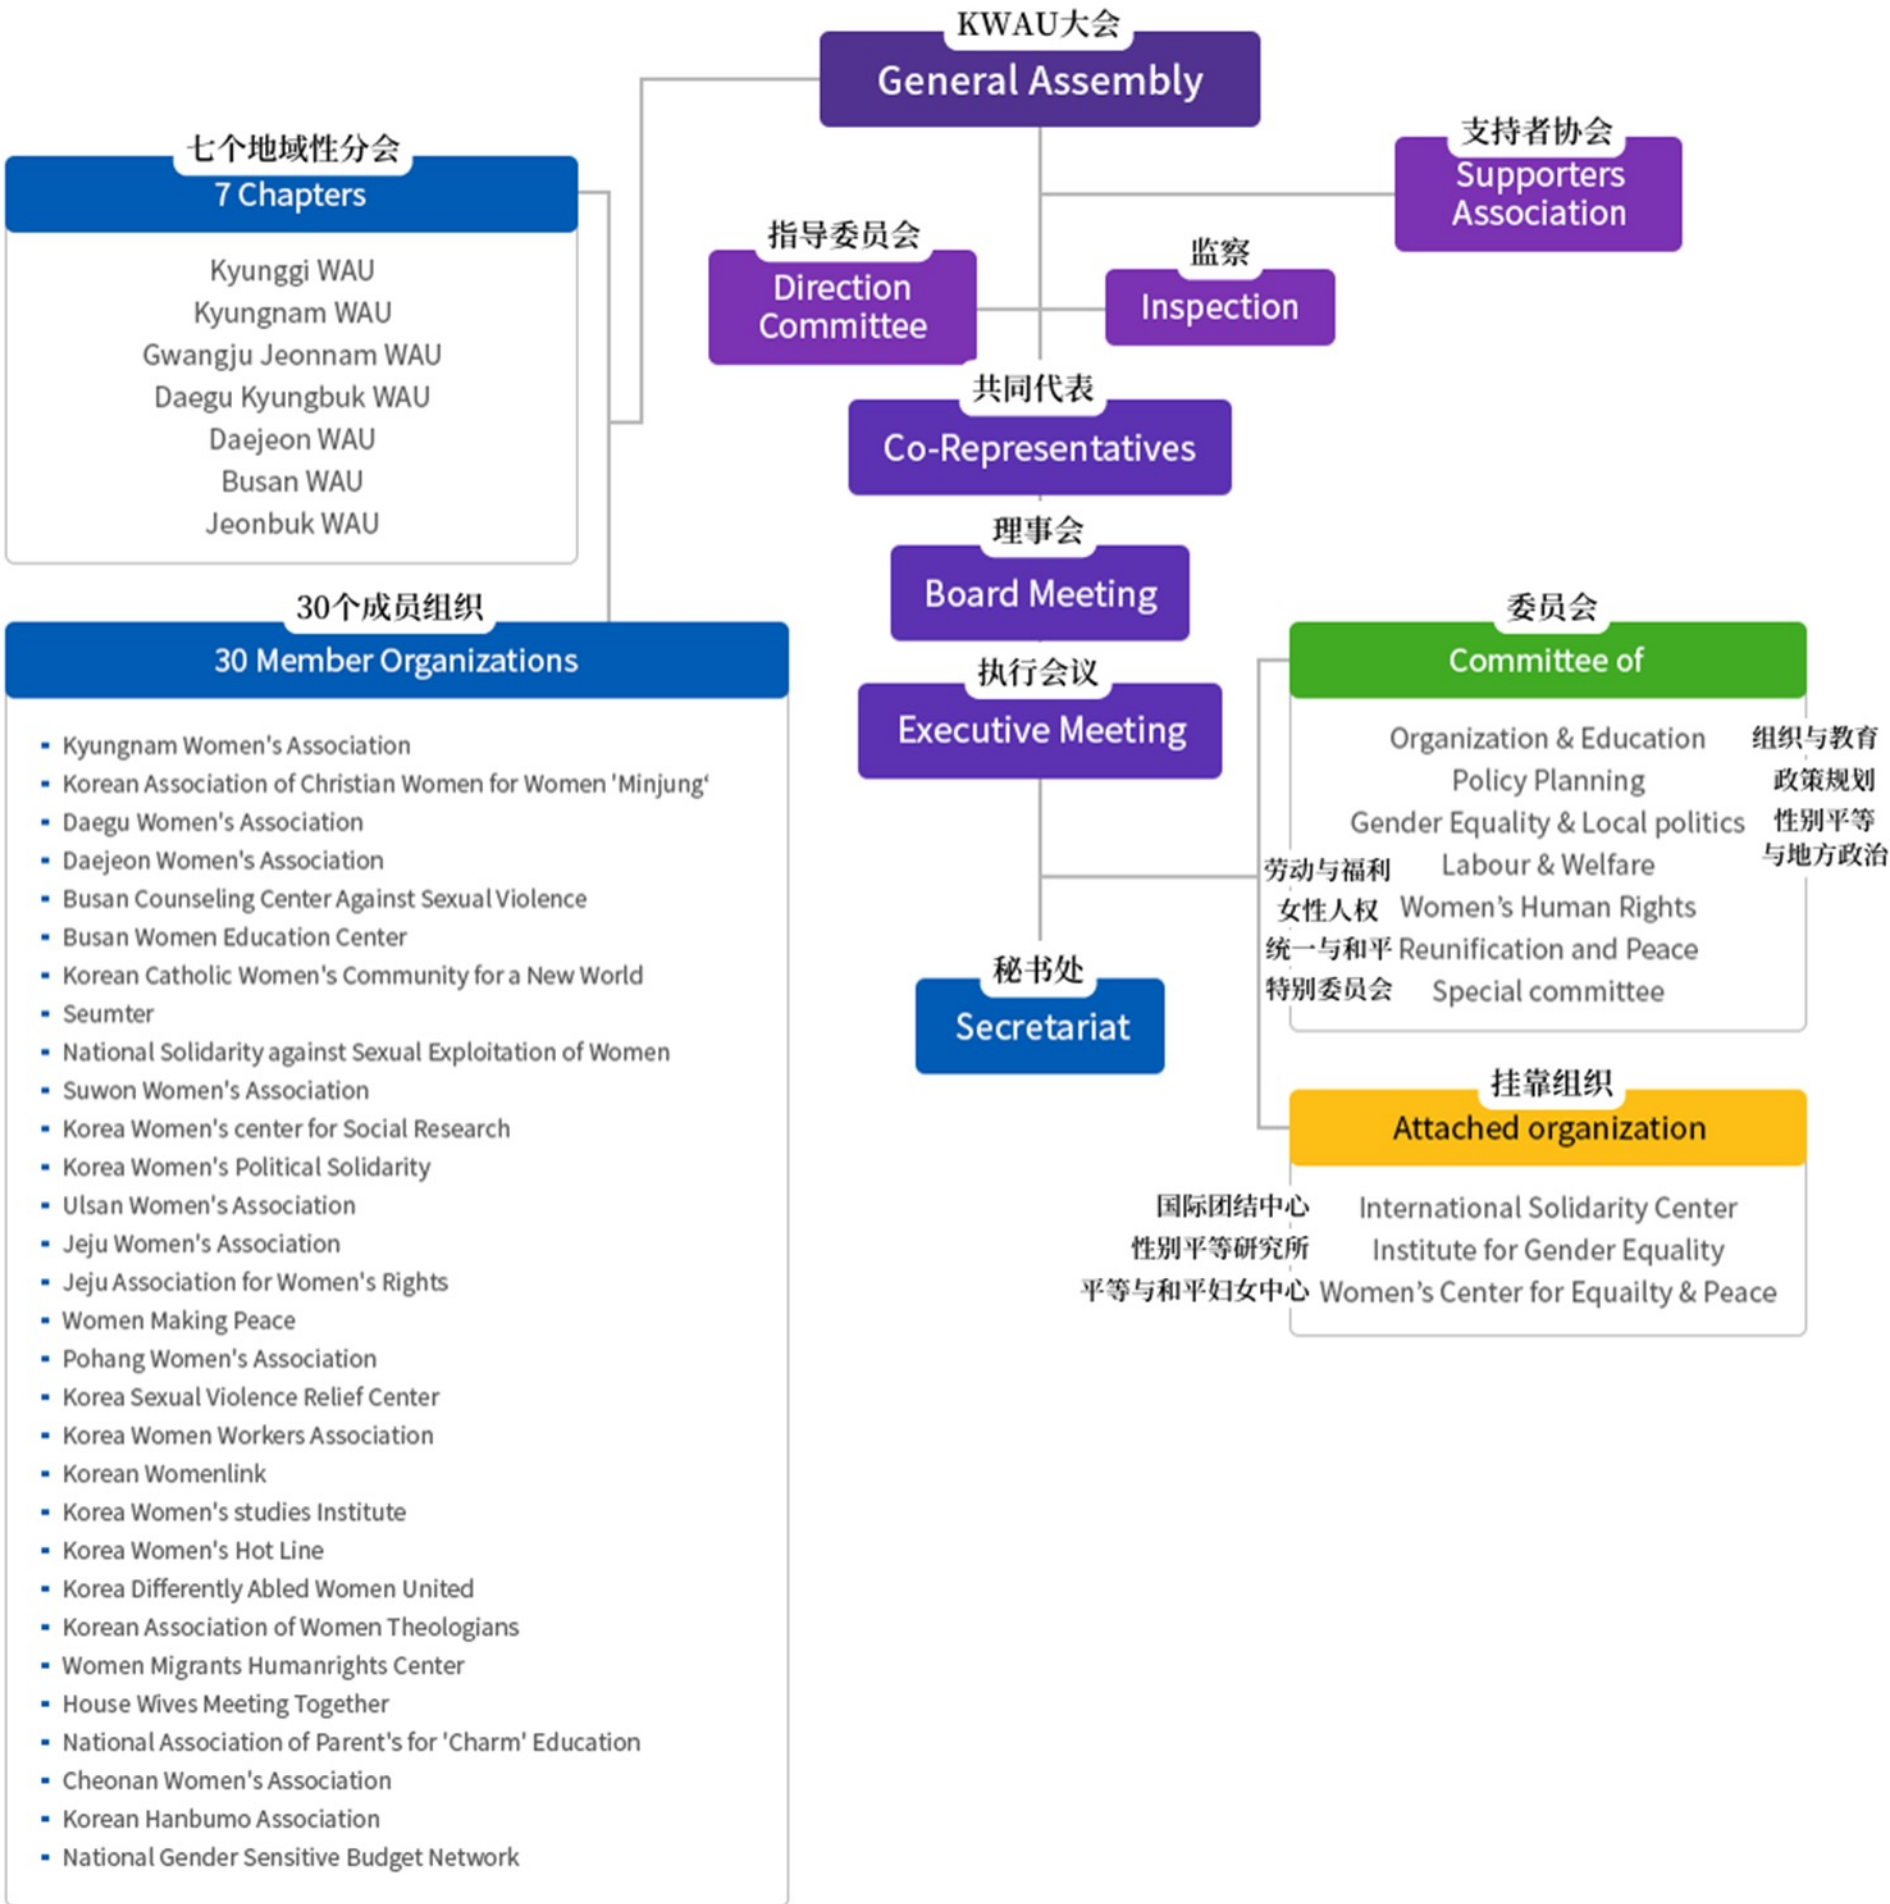 KWAU大会
General Assembly
支持者协会
Supporters
Association
七个地域性分会
7 Chapters
Kyunggi WAU
Kyungnam WAU
Gwangju Jeonnam WAU
Daegu Kyungbuk WAU
Daejeon WAU
Busan WAU
Jeonbuk WAU
指导委员会
Direction
Committee
监察
Inspection
共同代表
Co-Representatives
理事会
Board Meeting
执行会议
Executive Meeting
秘书处
Secretariat
30个成员组织
30 Member Organizations
Kyungnam Women's Association
Korean Association of Christian Women for Women 'Minjung‘
Daegu Women's Association
Daejeon Women's Association
Busan Counseling Center Against Sexual Violence
Busan Women Education Center
Korean Catholic Women's Community for a New World
Seumter
National Solidarity against Sexual Exploitation of Women
Suwon Women's Association
Korea Women's center for Social Research
Korea Women's Political Solidarity
Ulsan Women's Association
Jeju Women's Association
Jeju Association for Women's Rights
Women Making Peace
Pohang Women's Association
Korea Sexual Violence Relief Center
Korea Women Workers Association
Korean Womenlink
Korea Women's studies Institute
Korea Women's Hot Line
Korea Differently Abled Women United
Korean Association of Women Theologians
Women Migrants Humanrights Center
House Wives Meeting Together
National Association of Parent's for 'Charm' Education
Cheonan Women's Association
Korean Hanbumo Association
National Gender Sensitive Budget Network
委员会
Committee of
Organization & Education 组织与教育
Policy Planning 政策规划
Gender Equality & Local politics 性别平等
与地方政治
劳动与福利 Labour & Welfare
女性人权 Women’s Human Rights
统一与和平 Reunification and Peace
特别委员会 Special committee
挂靠组织
Attached organization
国际团结中心 International Solidarity Center
性别平等研究所 Institute for Gender Equality
平等与和平妇女中心 Women’s Center for Equailty & Peace